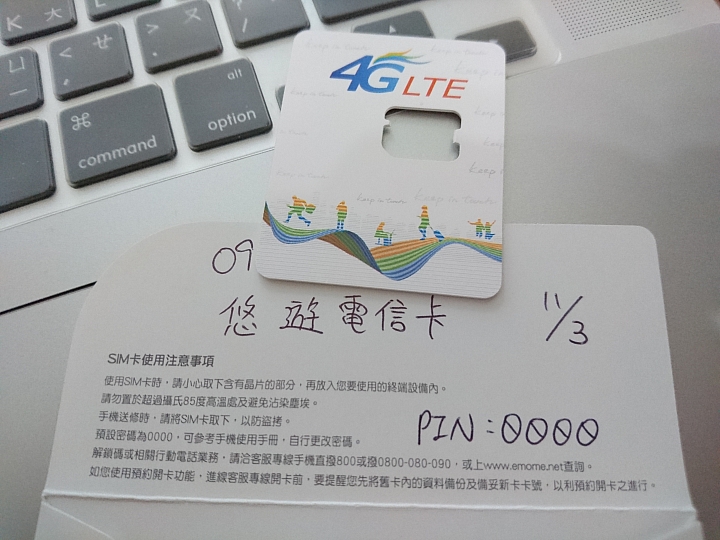 ㄎ
ㄤ
ㄜ
K
ㄩ
ㄝ
<
ㄡ
>
ㄥ
?
ㄌ
⌘
command
alt
option
4G LTE
keep in touch
keep in touch
keep in touch
09
悠遊電信卡
11/3
SIM卡使用注意事項
使用SIM卡時，請小心取下含有晶片的部分，再放入您要使用的終端設備內。
請勿置於超過攝氏85度高溫處及避免沾染塵埃。
手機送修時，請將SIM卡取下，以防盜拷。
PIN:0000
預設密碼為0000，可參考手機使用手冊，自行更改密碼。
解鎖碼或相關行動電話業務，請洽客服專線手機直撥800或撥0800-080-090，或上www.emome.net查詢。
如您使用預約開卡功能，進線客服專線開卡前，要提醒您先將舊卡內的資料備份及備妥新卡卡號，以利預約開卡之進行。